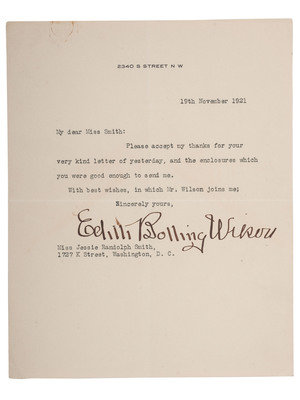 2340 S STREET N W
19th November 1921
My dear Miss Smith:
Please accept my thanks for your
very kind letter of yesterday, and the enclosures which
you were good enough to send me.
With best wishes, in which Mr. Wilson joins me;
Sincerely yours,
Edith Bolling Wilson
Miss Jessie Randolph Smith,
1737 K Street, Washington, D. C.